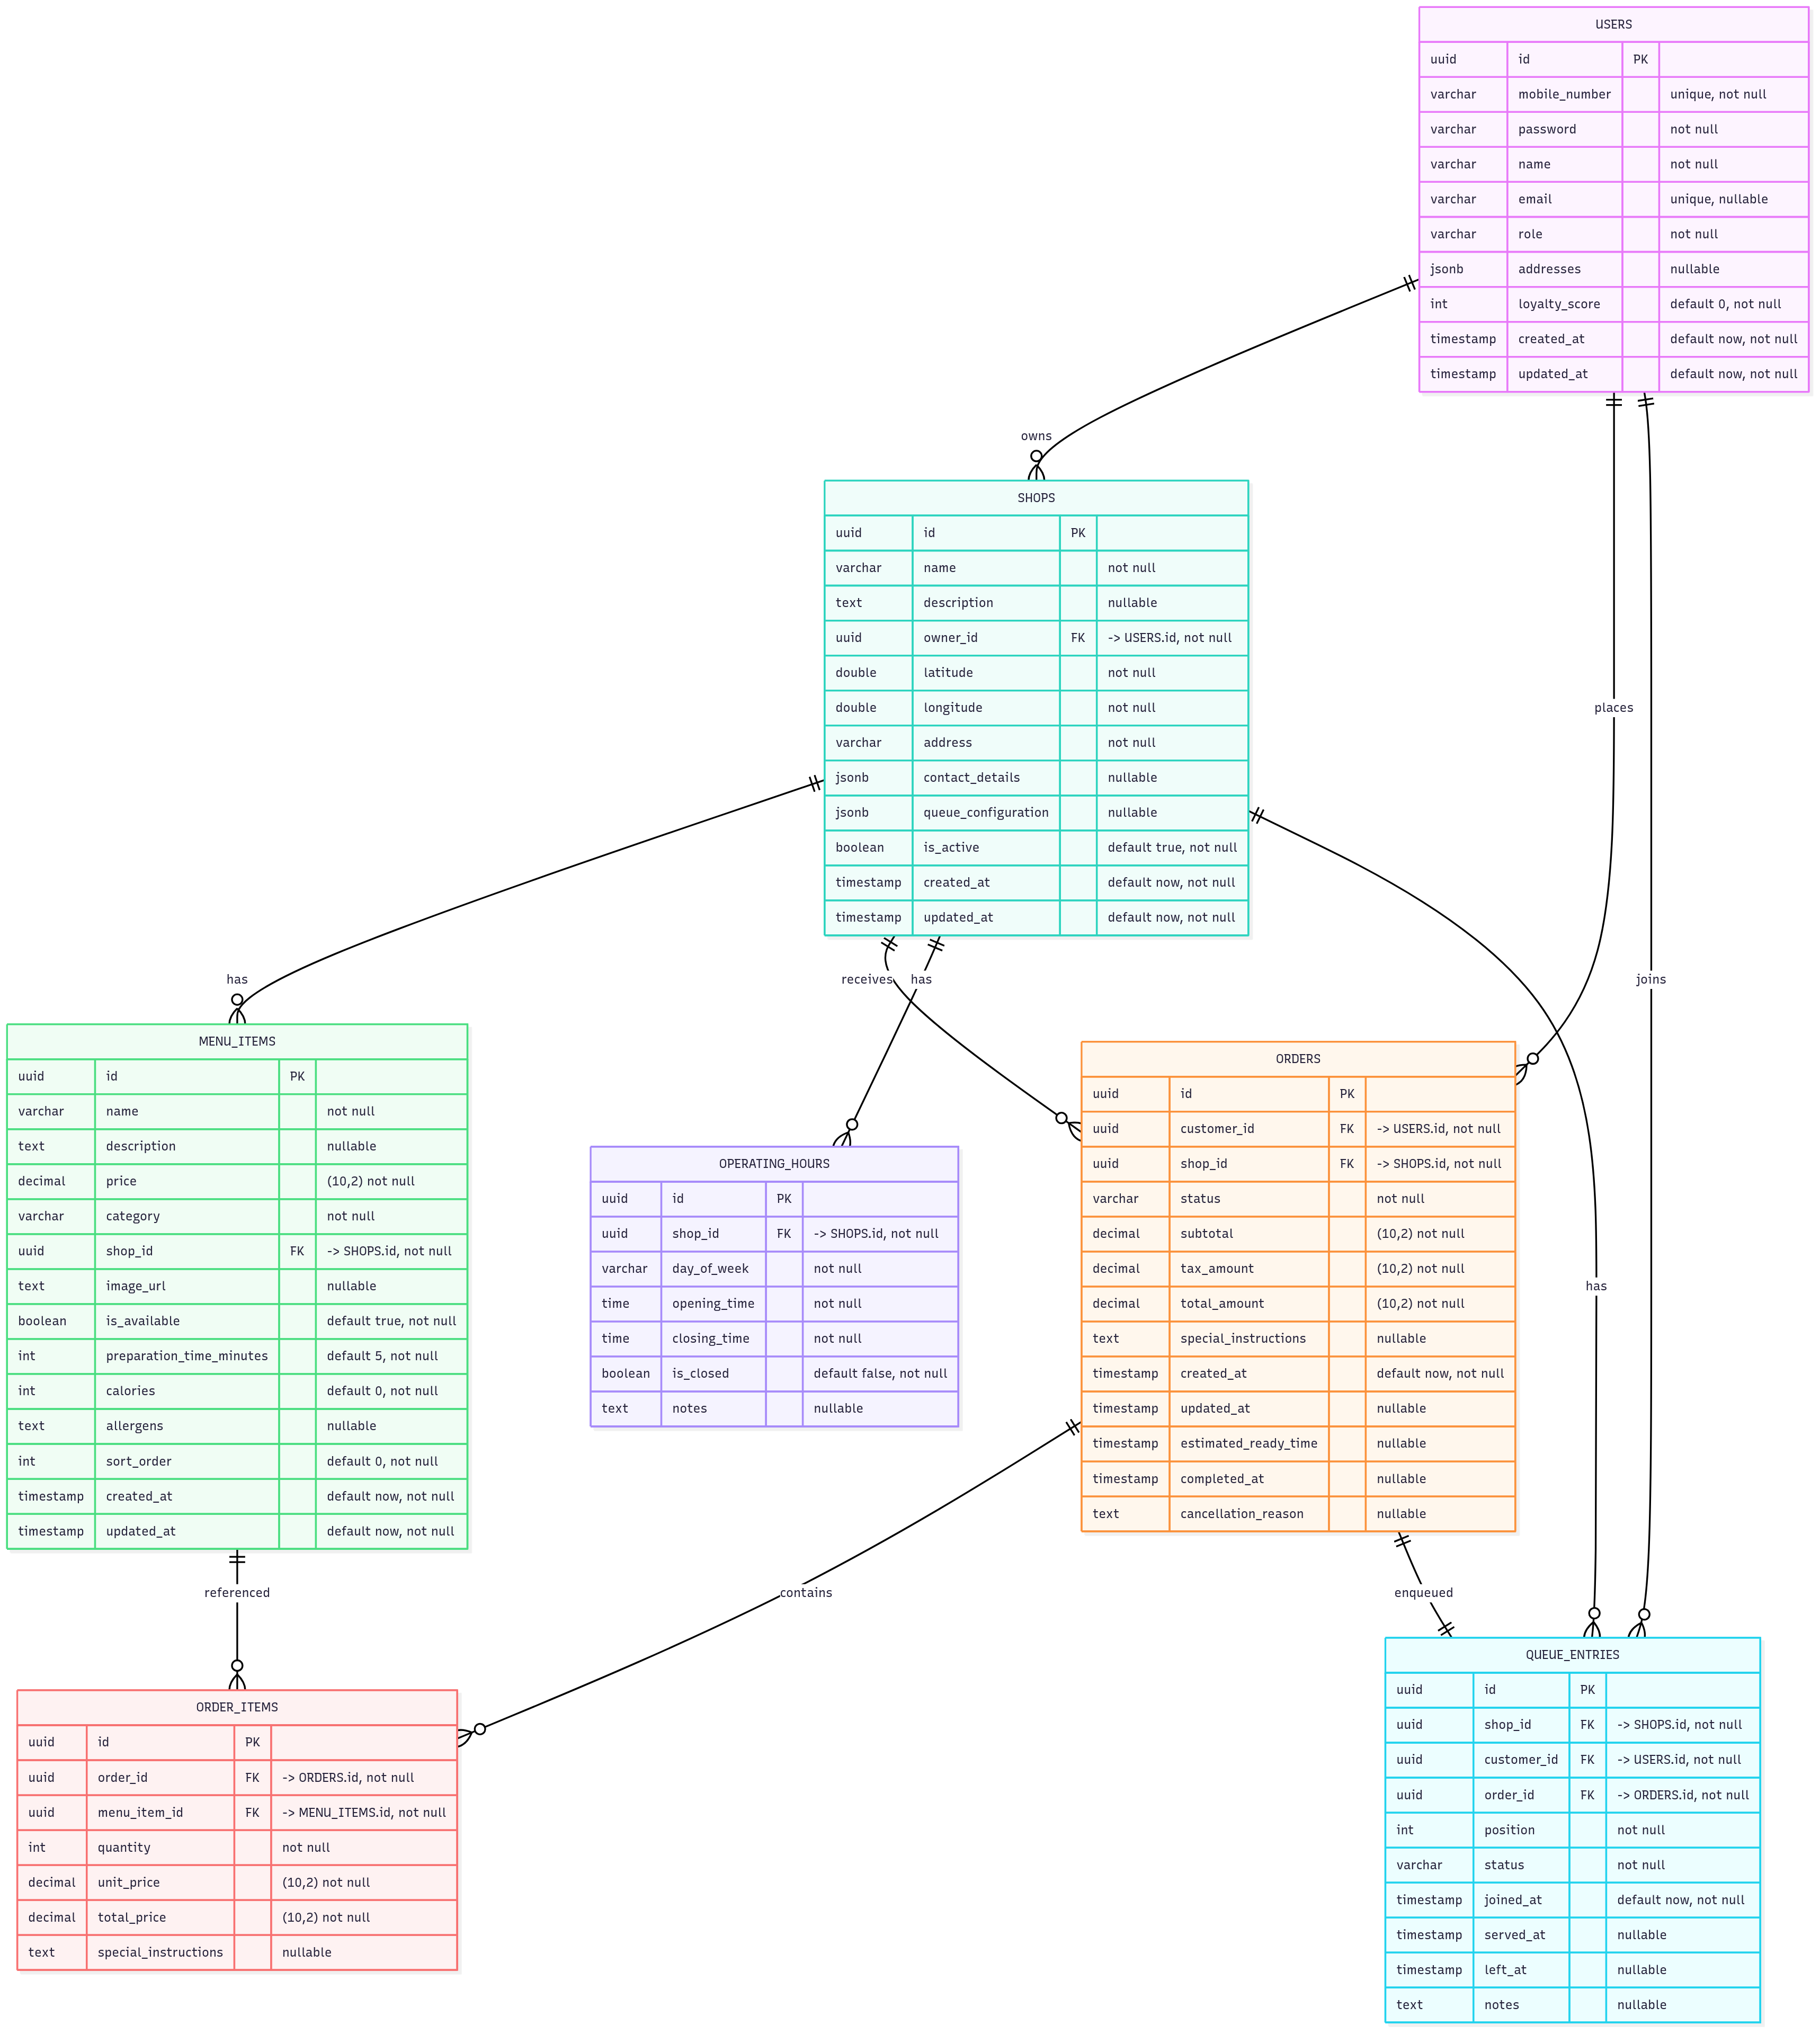 USERS
uuid id PK
varchar mobile_number unique, not null
varchar password not null
varchar name not null
varchar email unique, nullable
varchar role not null
jsonb addresses nullable
int loyalty_score default 0, not null
timestamp created_at default now, not null
timestamp updated_at default now, not null
owns
SHOPS
uuid id PK
varchar name not null
text description nullable
uuid owner_id FK -> USERS.id, not null
double latitude not null
double longitude not null
varchar address not null
jsonb contact_details nullable
jsonb queue_configuration nullable
boolean is_active default true, not null
timestamp created_at default now, not null
timestamp updated_at default now, not null
places
has
receives
has
joins
MENU_ITEMS
uuid id PK
varchar name not null
text description nullable
decimal price (10,2) not null
varchar category not null
uuid shop_id FK -> SHOPS.id, not null
text image_url nullable
boolean is_available default true, not null
int preparation_time_minutes default 5, not null
int calories default 0, not null
text allergens nullable
int sort_order default 0, not null
timestamp created_at default now, not null
timestamp updated_at default now, not null
OPERATING_HOURS
uuid id PK
uuid shop_id FK -> SHOPS.id, not null
varchar day_of_week not null
time opening_time not null
time closing_time not null
boolean is_closed default false, not null
text notes nullable
ORDERS
uuid id PK
uuid customer_id FK -> USERS.id, not null
uuid shop_id FK -> SHOPS.id, not null
varchar status not null
decimal subtotal (10,2) not null
decimal tax_amount (10,2) not null
decimal total_amount (10,2) not null
text special_instructions nullable
timestamp created_at default now, not null
timestamp updated_at nullable
timestamp estimated_ready_time nullable
timestamp completed_at nullable
text cancellation_reason nullable
has
referenced
contains
enqueued
ORDER_ITEMS
uuid id PK
uuid order_id FK -> ORDERS.id, not null
uuid menu_item_id FK -> MENU_ITEMS.id, not null
int quantity not null
decimal unit_price (10,2) not null
decimal total_price (10,2) not null
text special_instructions nullable
QUEUE_ENTRIES
uuid id PK
uuid shop_id FK -> SHOPS.id, not null
uuid customer_id FK -> USERS.id, not null
uuid order_id FK -> ORDERS.id, not null
int position not null
varchar status not null
timestamp joined_at default now, not null
timestamp served_at nullable
timestamp left_at nullable
text notes nullable